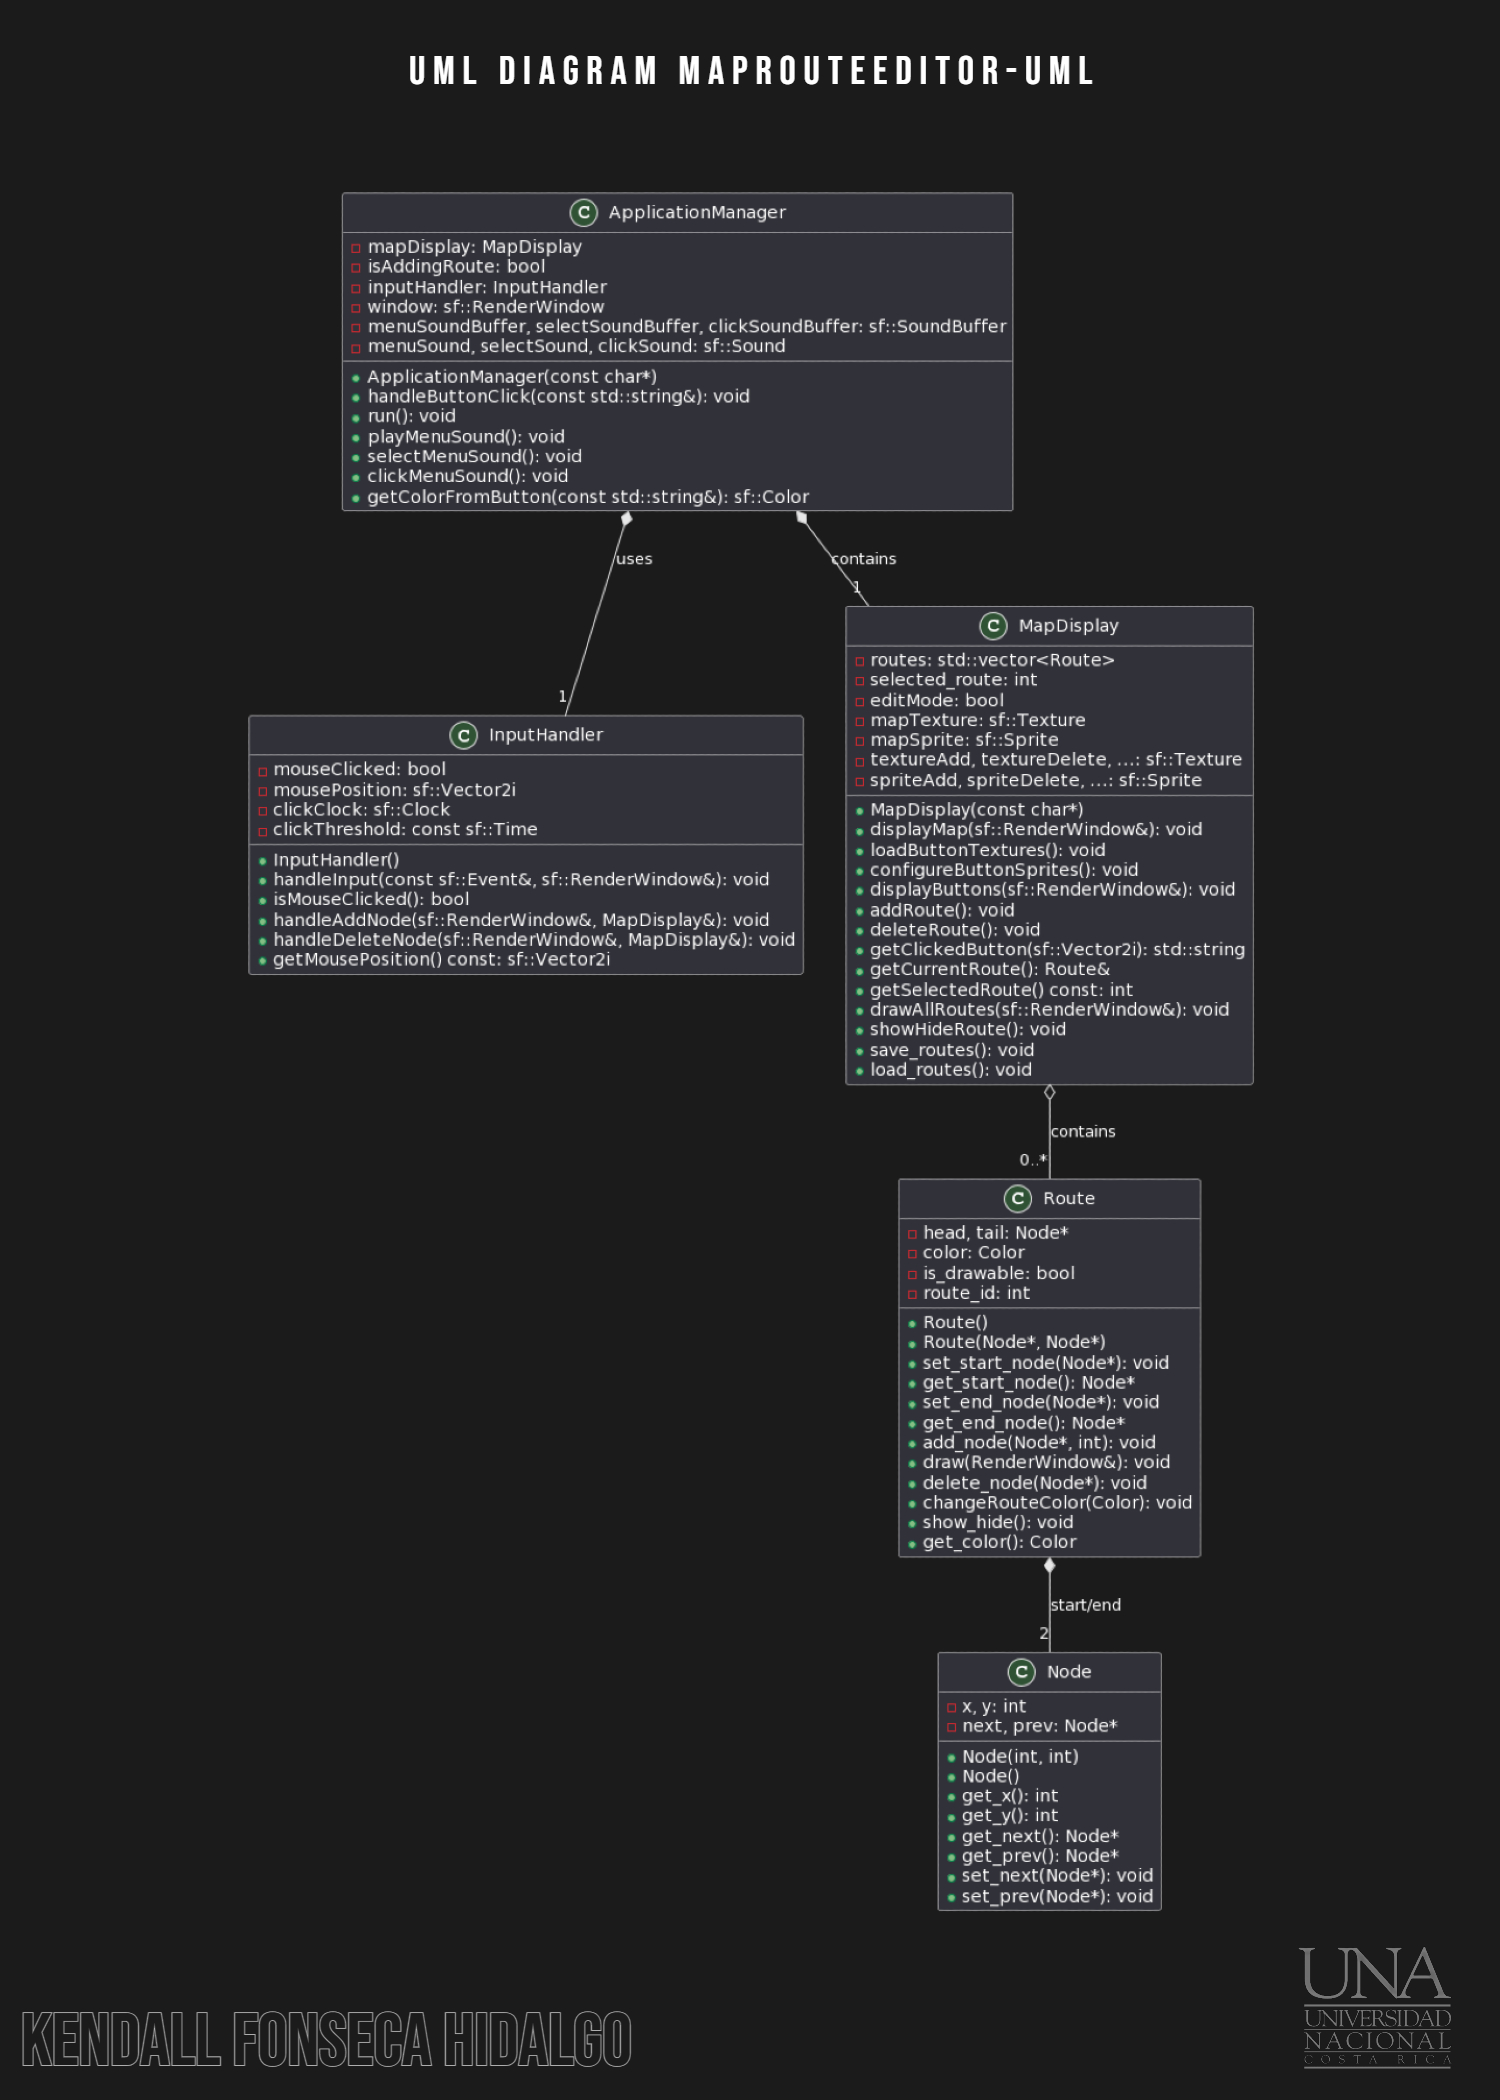 UML DIAGRAM MAPROUTEEDITOR-UML
C ApplicationManager
mapDisplay: MapDisplay
isAddingRoute: bool
inputHandler: InputHandler
window: sf::RenderWindow
menuSoundBuffer, selectSoundBuffer, clickSoundBuffer: sf::SoundBuffer
menuSound, selectSound, clickSound: sf::Sound
ApplicationManager(const char*)
handleButtonClick(const std::string&): void
run(): void
playMenuSound(): void
selectMenuSound(): void
clickMenuSound(): void
getColorFromButton(const std::string&): sf::Color
uses
1
contains
1
C InputHandler
mouseClicked: bool
mousePosition: sf::Vector2i
clickClock: sf::Clock
clickThreshold: const sf::Time
InputHandler()
handleInput(const sf::Event&, sf::RenderWindow&): void
isMouseClicked(): bool
handleAddNode(sf::RenderWindow&, MapDisplay&): void
handleDeleteNode(sf::RenderWindow&, MapDisplay&): void
getMousePosition() const: sf::Vector2i
C MapDisplay
routes: std::vector<Route>
selected_route: int
editMode: bool
mapTexture: sf::Texture
mapSprite: sf::Sprite
textureAdd, textureDelete, ...: sf::Texture
spriteAdd, spriteDelete, ...: sf::Sprite
MapDisplay(const char*)
displayMap(sf::RenderWindow&): void
loadButtonTextures(): void
configureButtonSprites(): void
displayButtons(sf::RenderWindow&): void
addRoute(): void
deleteRoute(): void
getClickedButton(sf::Vector2i): std::string
getCurrentRoute(): Route&
getSelectedRoute() const: int
drawAllRoutes(sf::RenderWindow&): void
showHideRoute(): void
save_routes(): void
load_routes(): void
contains
0..*
C Route
head, tail: Node*
color: Color
is_drawable: bool
route_id: int
Route()
Route(Node*, Node*)
set_start_node(Node*): void
get_start_node(): Node*
set_end_node(Node*): void
get_end_node(): Node*
add_node(Node*, int): void
draw(RenderWindow&): void
delete_node(Node*): void
changeRouteColor(Color): void
show_hide(): void
get_color(): Color
start/end
2
C Node
x, y: int
next, prev: Node*
Node(int, int)
Node()
get_x(): int
get_y(): int
get_next(): Node*
get_prev(): Node*
set_next(Node*): void
set_prev(Node*): void
KENDALL FONSECA HIDALGO
UNA
UNIVERSIDAD
NACIONAL
COSTA RICA